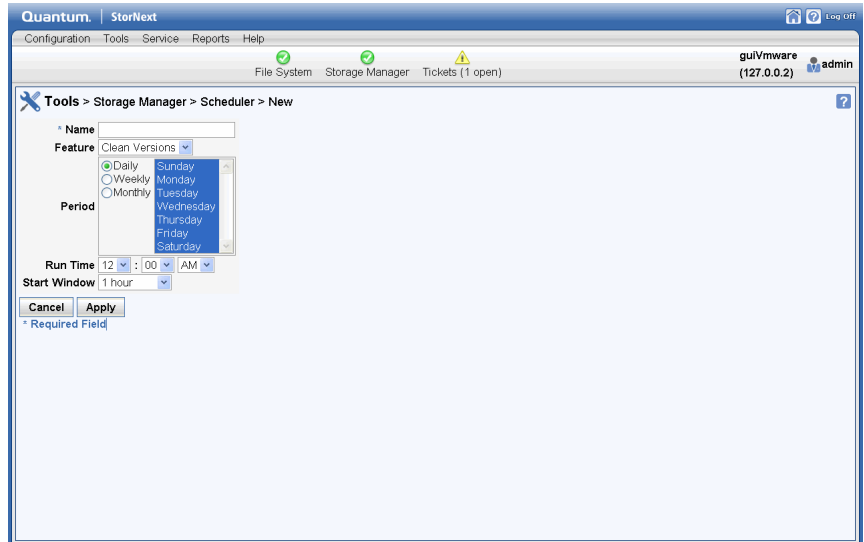 Quantum. | StorNext
Log Off
Configuration Tools Service Reports Help
File System Storage Manager Tickets (1 open)
guiVmware
(127.0.0.2)
admin
Tools > Storage Manager > Scheduler > New
?
* Name
Feature Clean Versions
Period
Daily
Weekly
Monthly
Sunday
Monday
Tuesday
Wednesday
Thursday
Friday
Saturday
Run Time 12 : 00 AM
Start Window 1 hour
Cancel Apply
* Required Field